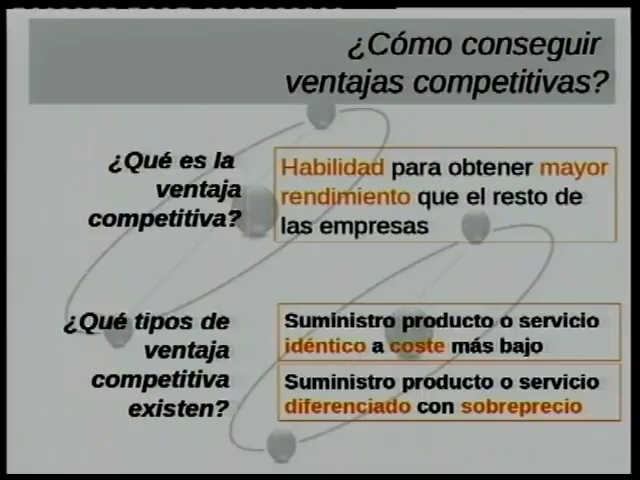 ¿Cómo conseguir
ventajas competitivas?
¿Qué es la
ventaja
competitiva?
Habilidad para obtener mayor
rendimiento que el resto de
las empresas
¿Qué tipos de
ventaja
competitiva
existen?
Suministro producto o servicio
idéntico a coste más bajo
Suministro producto o servicio
diferenciado con sobreprecio